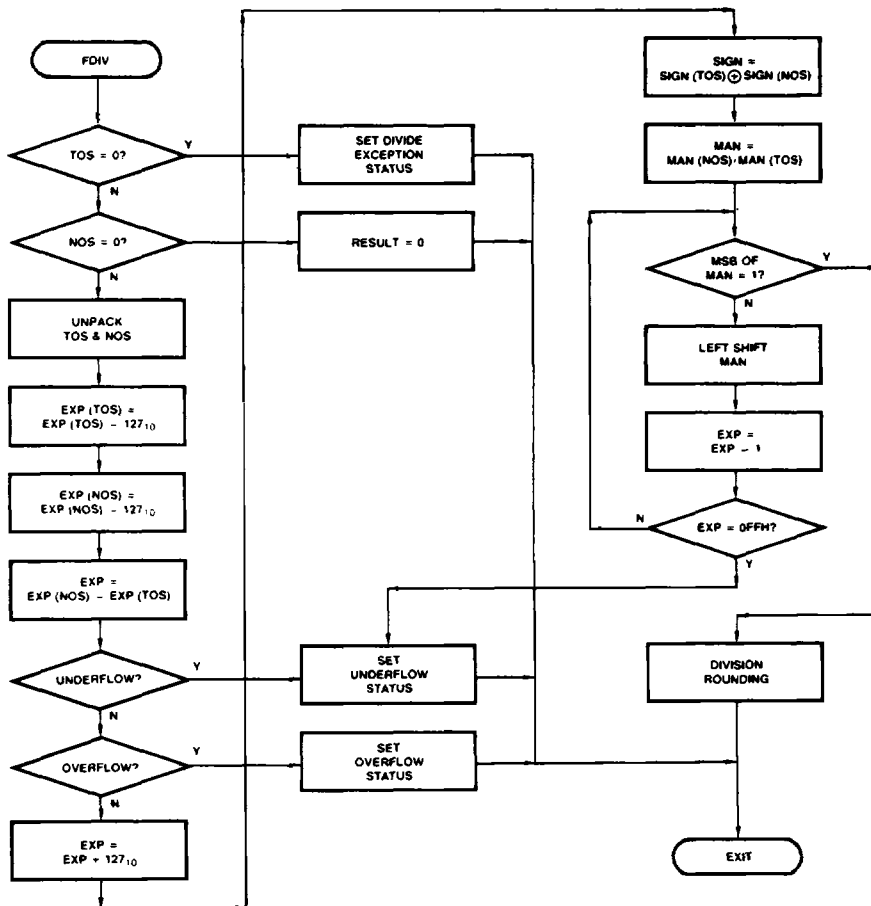 FDIV
TOS = 0?
Y
N
SET DIVIDE
EXCEPTION
STATUS
NOS = 0?
N
RESULT = 0
UNPACK
TOS & NOS
EXP (TOS) =
EXP (TOS) – 127₁₀
EXP (NOS) =
EXP (NOS) – 127₁₀
EXP =
EXP (NOS) – EXP (TOS)
UNDERFLOW?
Y
N
SET
UNDERFLOW
STATUS
OVERFLOW?
Y
N
SET
OVERFLOW
STATUS
EXP =
EXP + 127₁₀
SIGN =
SIGN (TOS) ⊕ SIGN (NOS)
MAN =
MAN (NOS)·MAN (TOS)
MSB OF
MAN = 1?
Y
N
LEFT SHIFT
MAN
EXP =
EXP – 1
EXP = 0FFH?
N
Y
DIVISION
ROUNDING
EXIT